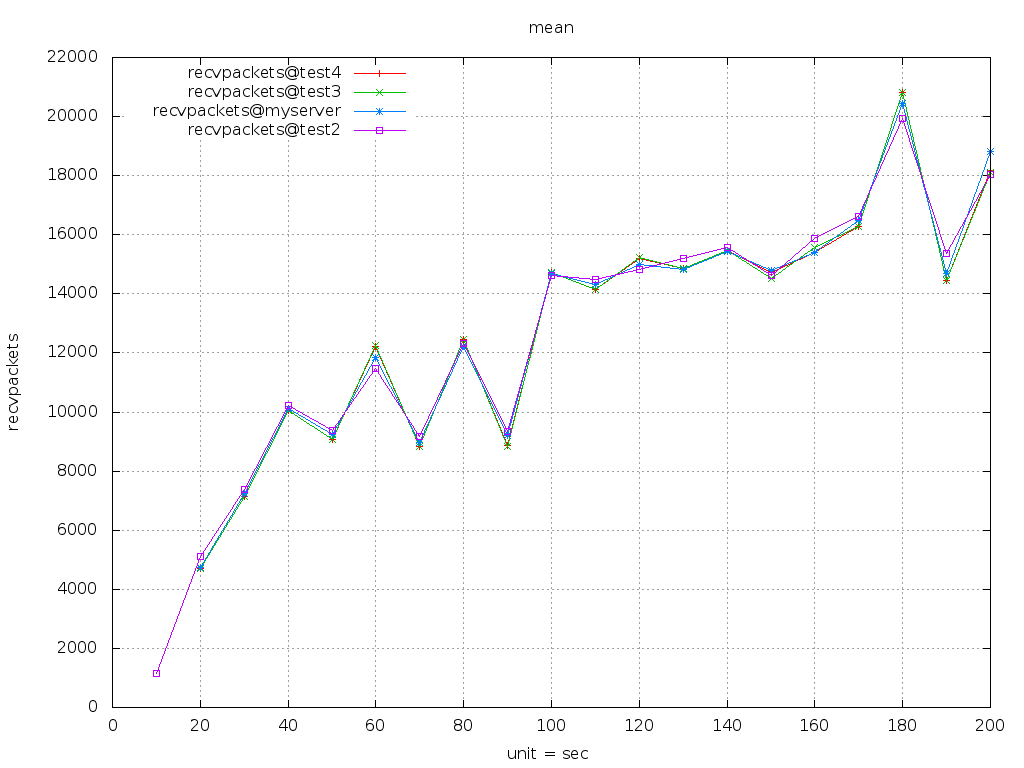 mean
22000
20000
18000
16000
14000
12000
10000
8000
6000
4000
2000
0
recvpackets@test4
recvpackets@test3
recvpackets@myserver
recvpackets@test2
recvpackets
0 20 40 60 80 100 120 140 160 180 200
unit = sec